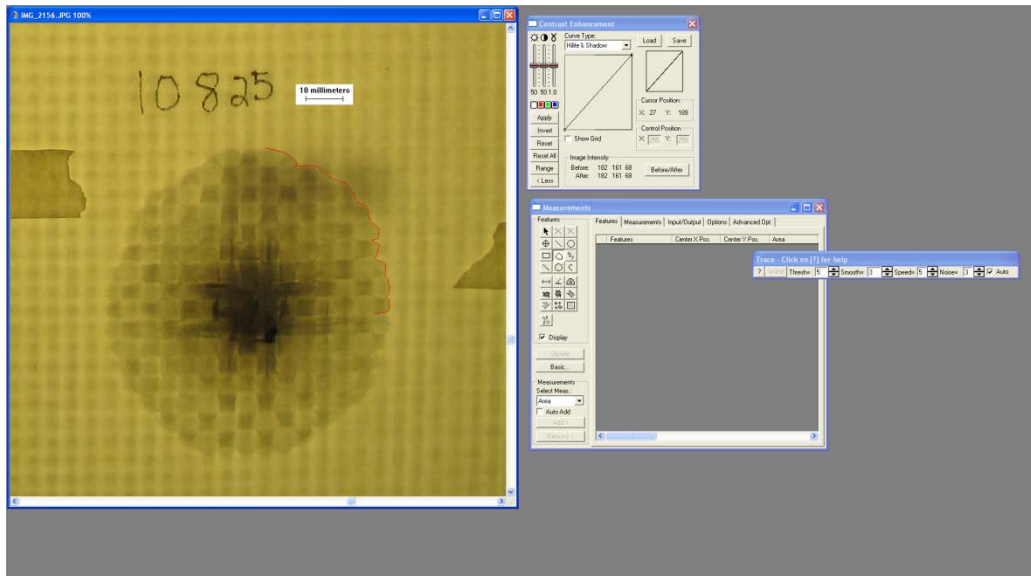 IMG_2156.JPG 100%
10825
10 millimeters
Contrast Enhancement
Curve Type:
Hilite & Shadow
Load Save
50 50 1.0
Cursor Position:
X: 27 Y: 189
Control Position
X: Y:
Apply
Invert
Reset
Reset All
Range
< Less
Show Grid
Image Intensity
Before: 182 161 68
After: 182 161 68
Before/After
Measurements
Features
Features Measurements Input/Output Options Advanced Opt.
Features Center X Pos. Center Y Pos. Area
Trace - Click on [?] for help
? Wand Thresh= 5 Smooth= 3 Speed= 5 Noise= 3 Auto
Display
Update
Basic...
Measurements
Select Meas.:
Area
Auto Add
Add >
Remove <